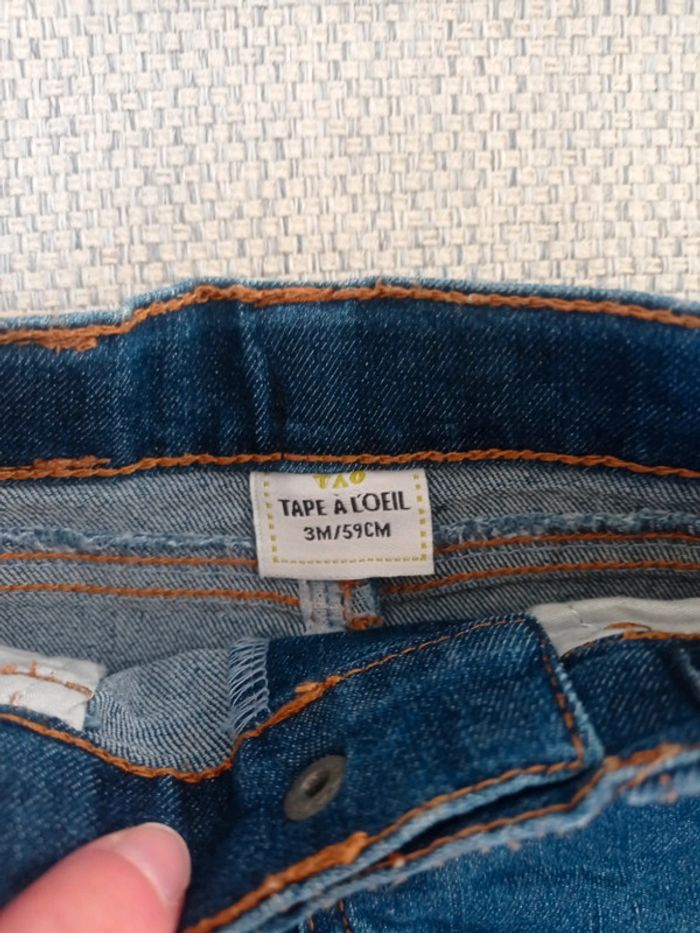 TAO
TAPE À L'OEIL
3M/59CM